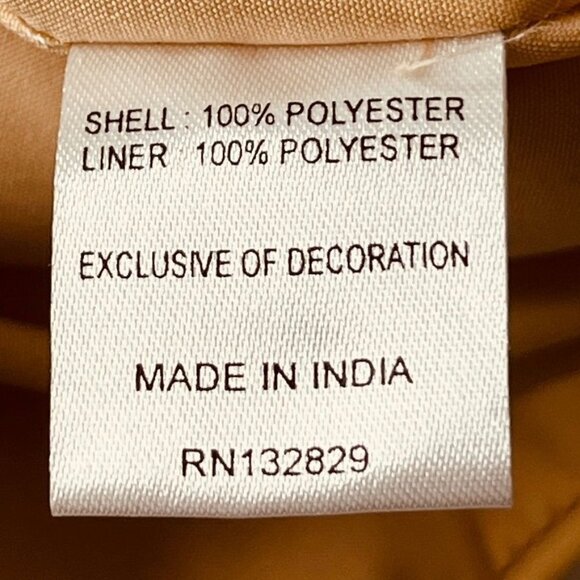 SHELL : 100% POLYESTER
LINER : 100% POLYESTER
EXCLUSIVE OF DECORATION
MADE IN INDIA
RN132829